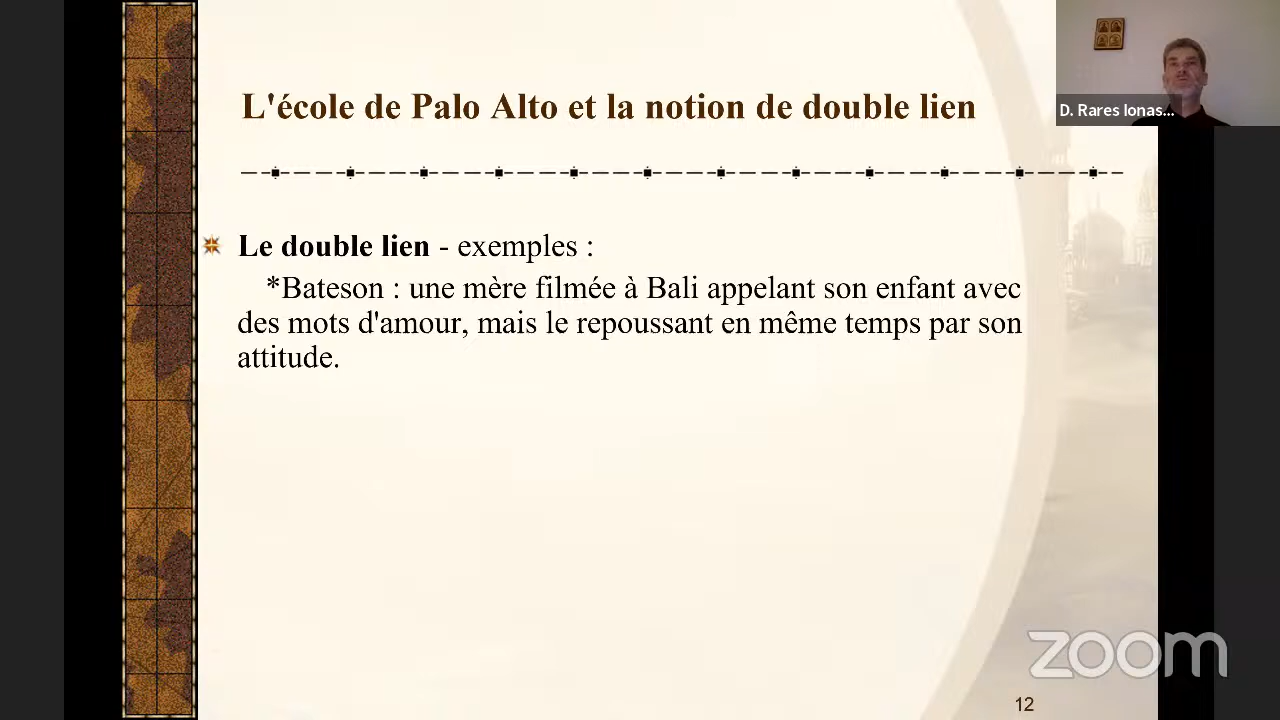 L'école de Palo Alto et la notion de double lien
D. Rares Ionas...
Le double lien - exemples :
*Bateson : une mère filmée à Bali appelant son enfant avec
des mots d'amour, mais le repoussant en même temps par son
attitude.
zoom
12